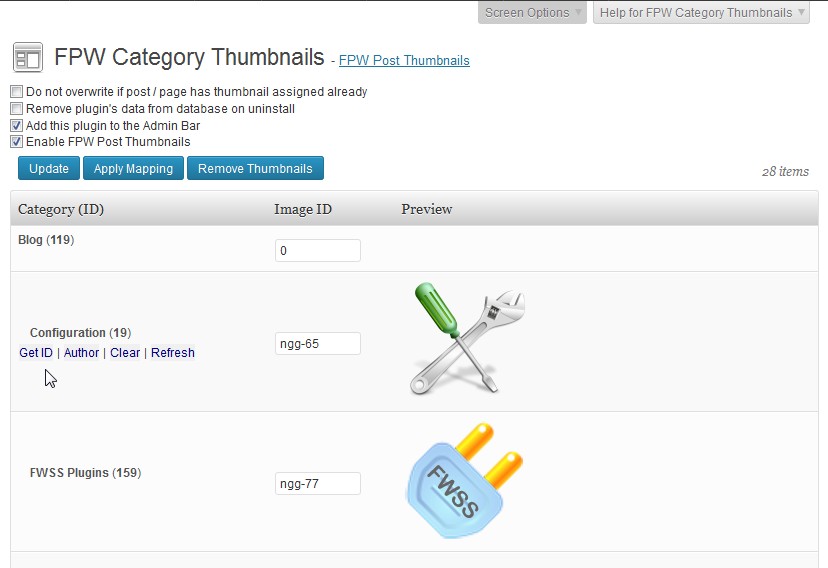 Screen Options Help for FPW Category Thumbnails
FPW Category Thumbnails - FPW Post Thumbnails
Do not overwrite if post / page has thumbnail assigned already
Remove plugin's data from database on uninstall
Add this plugin to the Admin Bar
Enable FPW Post Thumbnails
Update Apply Mapping Remove Thumbnails 28 items
Category (ID) Image ID Preview
Blog (119) 0
Configuration (19)
Get ID | Author | Clear | Refresh
ngg-65
FWSS Plugins (159) ngg-77
FWSS